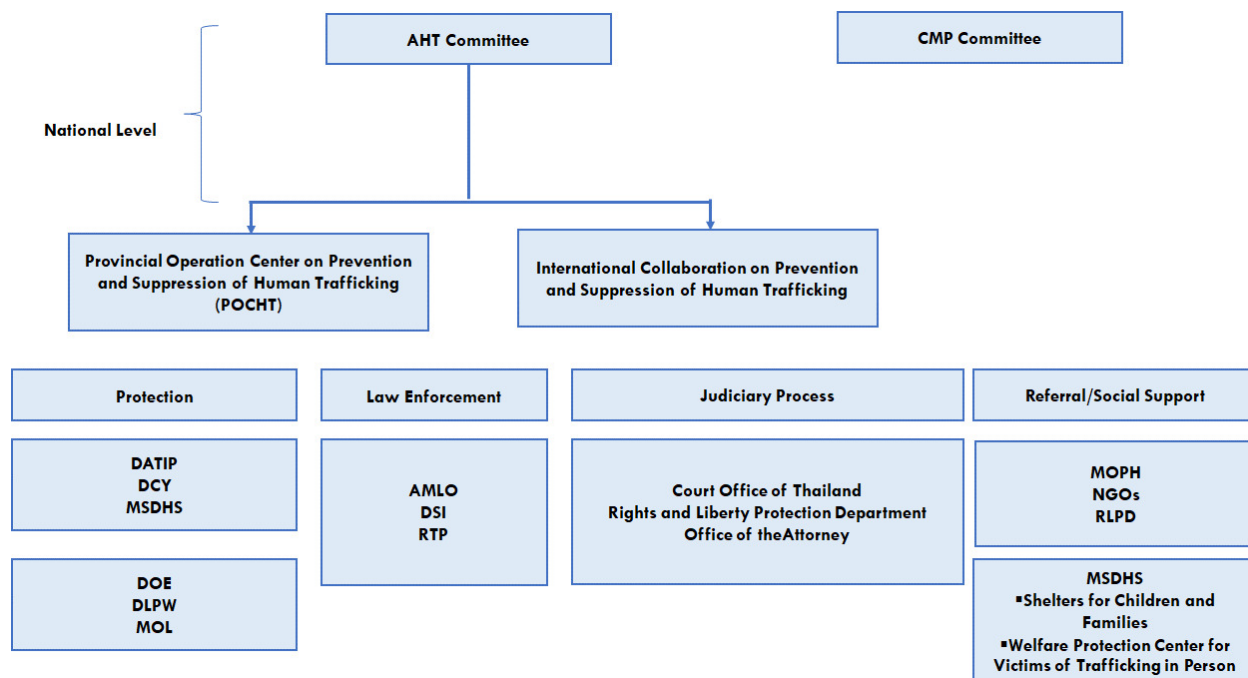 AHT Committee
CMP Committee
National Level
Provincial Operation Center on Prevention
and Suppression of Human Trafficking
(POCHT)
International Collaboration on Prevention
and Suppression of Human Trafficking
Protection
Law Enforcement
Judiciary Process
Referral/Social Support
DATIP
DCY
MSDHS
AMLO
DSI
RTP
Court Office of Thailand
Rights and Liberty Protection Department
Office of theAttorney
MOPH
NGOs
RLPD
DOE
DLPW
MOL
MSDHS
▪Shelters for Children and
Families
▪Welfare Protection Center for
Victims of Trafficking in Person